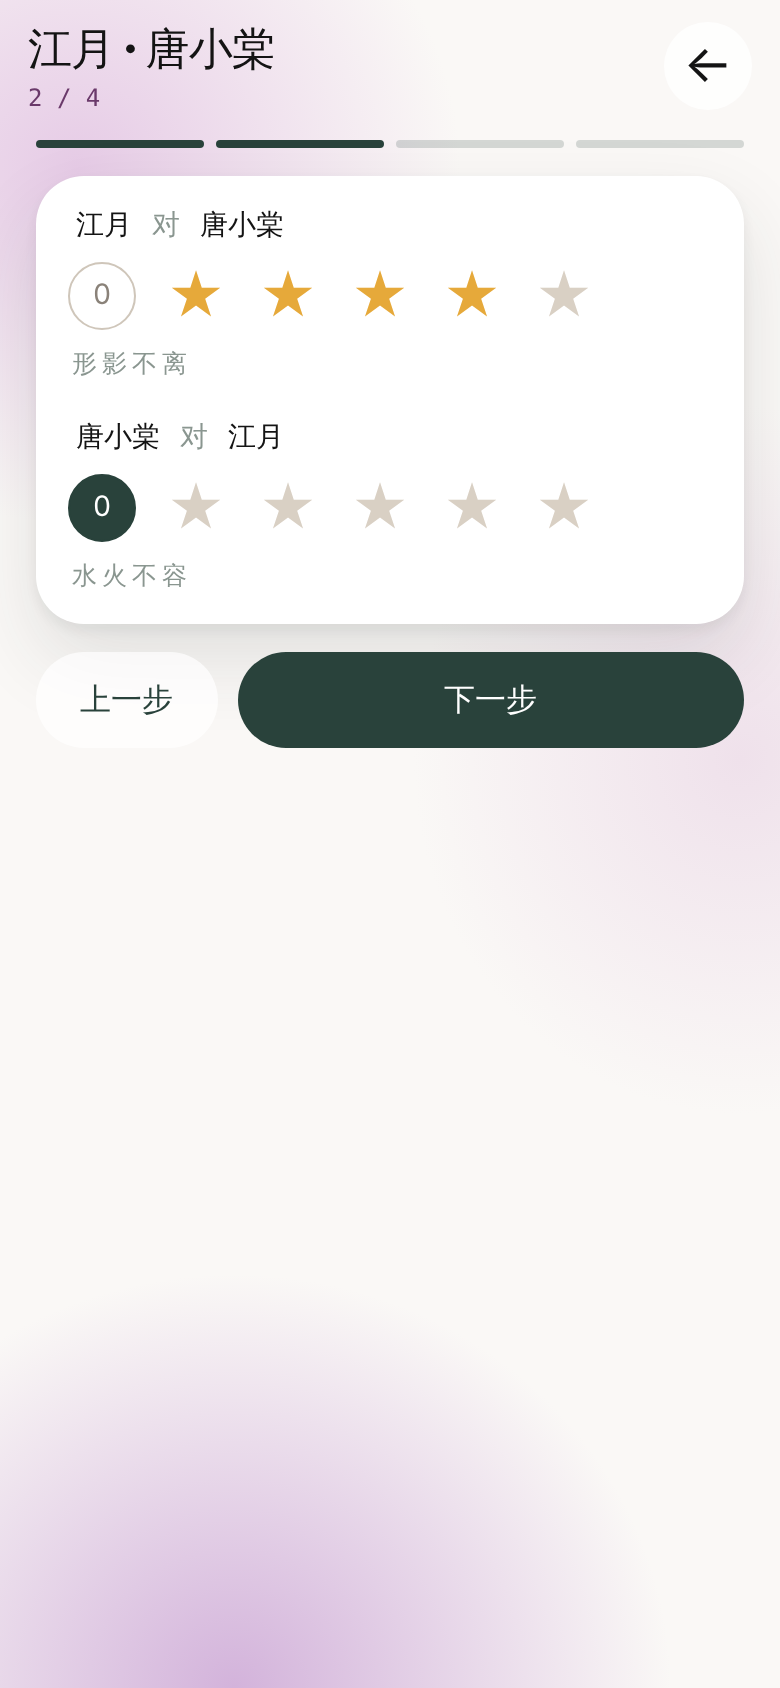 江月·唐小棠
2 / 4
江月 对 唐小棠
0
形影不离
唐小棠 对 江月
0
水火不容
上一步 下一步